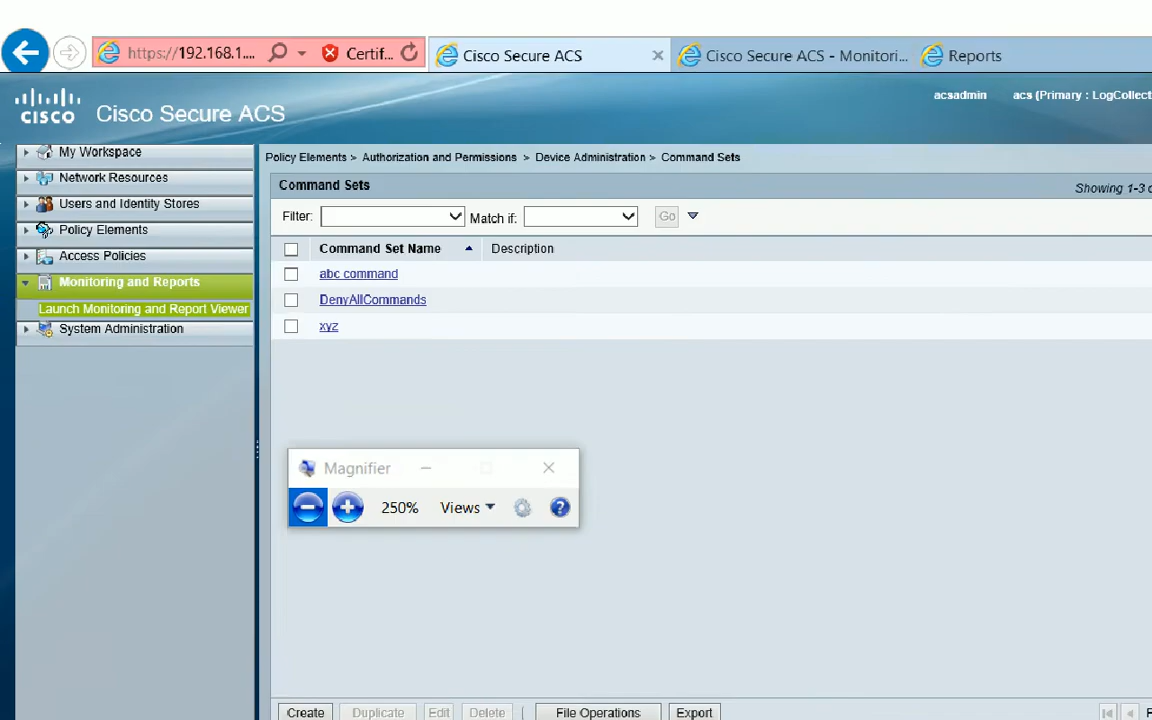 https://192.168.1.... Certif... Cisco Secure ACS Cisco Secure ACS - Monitori... Reports
CISCO Cisco Secure ACS acsadmin acs (Primary : LogCollect
My Workspace
Network Resources
Users and Identity Stores
Policy Elements
Access Policies
Monitoring and Reports
Launch Monitoring and Report Viewer
System Administration
Policy Elements > Authorization and Permissions > Device Administration > Command Sets
Command Sets Showing 1-3
Filter: Match if: Go
Command Set Name Description
abc command
DenyAllCommands
xyz
Magnifier
250% Views
Create Duplicate Edit Delete | File Operations Export